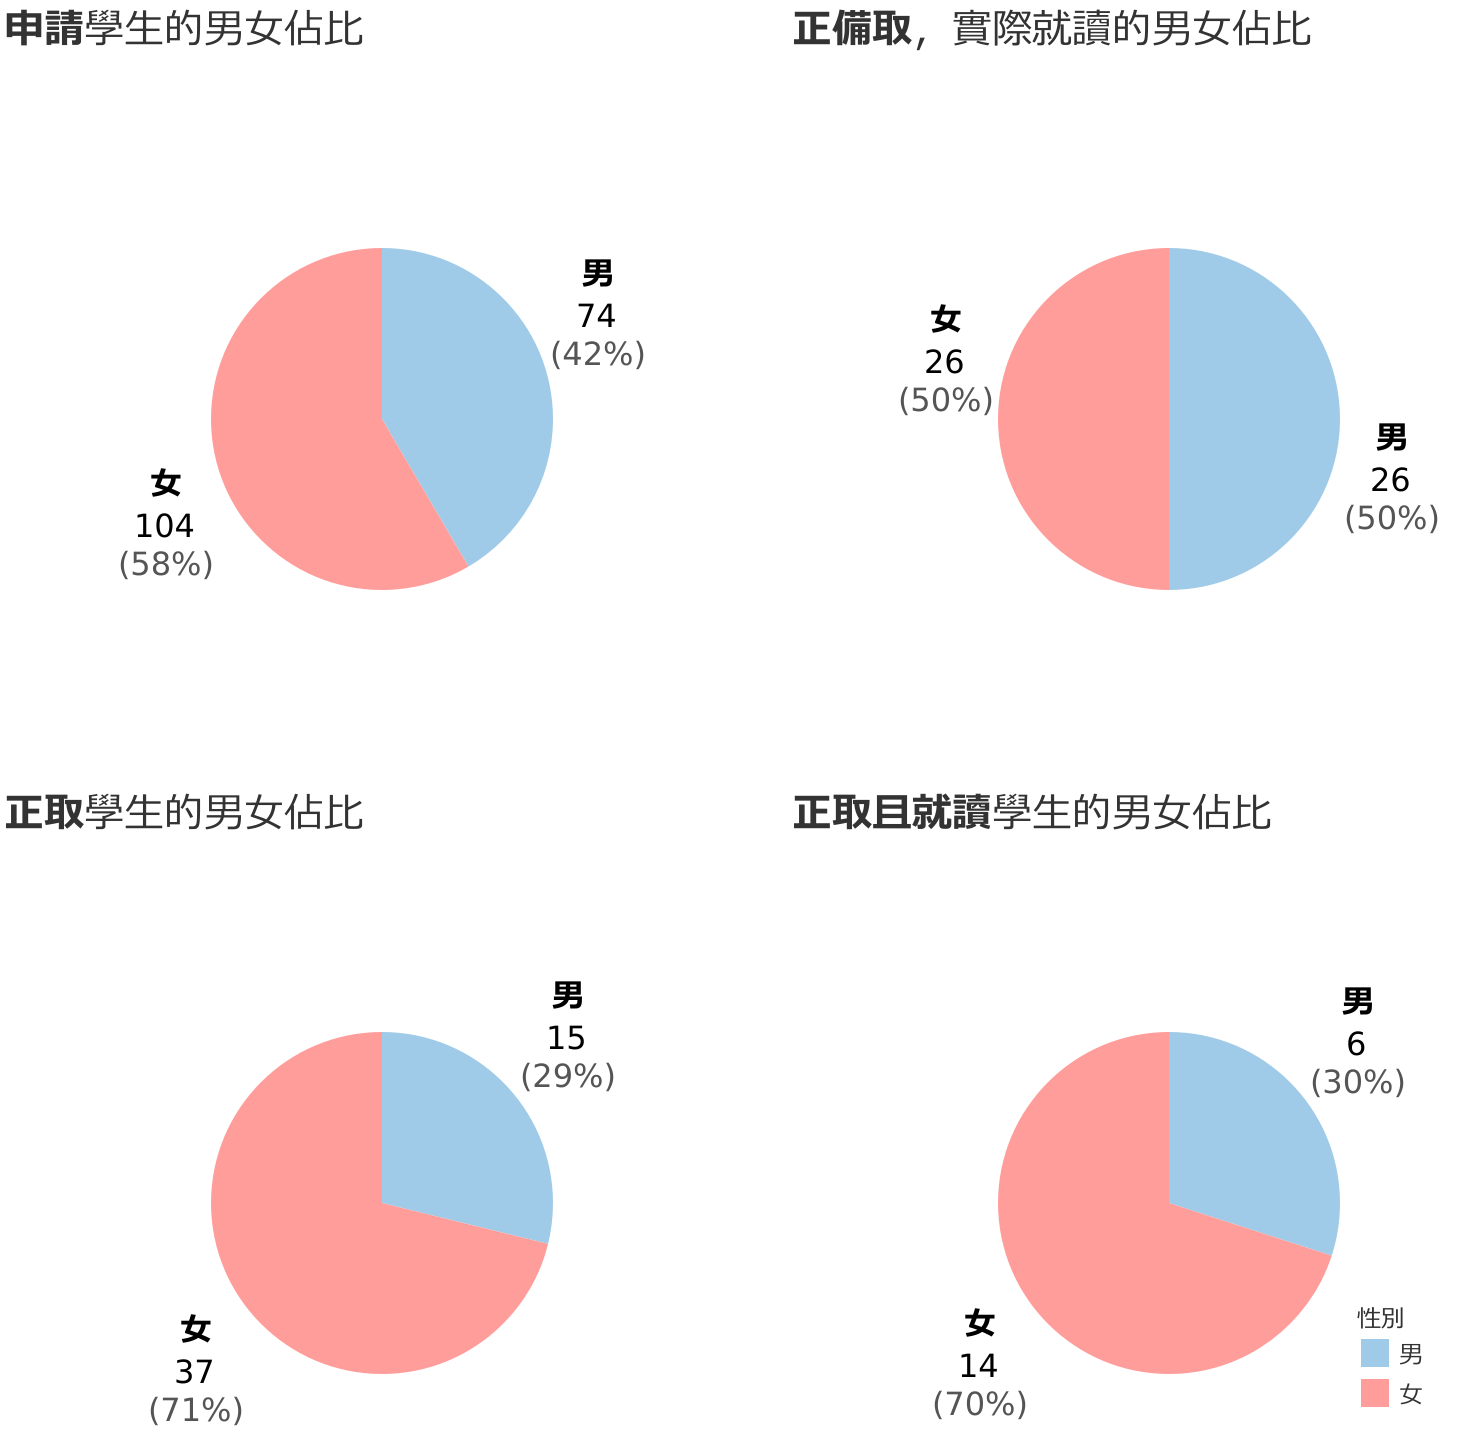 申請學生的男女佔比
男
74
(42%)
女
104
(58%)
正備取，實際就讀的男女佔比
女
26
(50%)
男
26
(50%)
正取學生的男女佔比
男
15
(29%)
女
37
(71%)
正取且就讀學生的男女佔比
男
6
(30%)
女
14
(70%)
性別
男
女